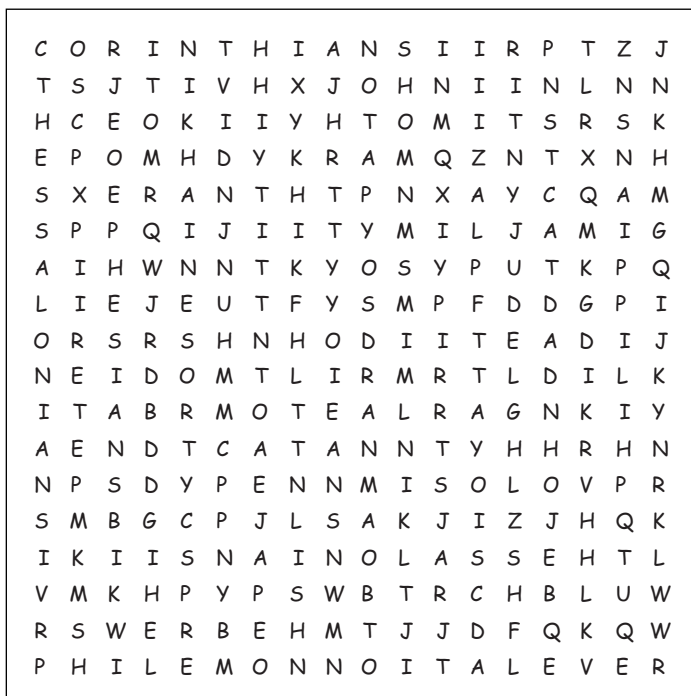 C O R I N T H I A N S I I R P T Z J
T S J T I V H X J O H N I I N L N N
H C E O K I I Y H T O M I T S R S K
E P O M H D Y K R A M Q Z N T X N H
S X E R A N T H T P N X A Y C Q A M
S P P Q I J I I T Y M I L J A M I G
A I H W N N T K Y O S Y P U T K P Q
L I E J E U T F Y S M P F D D G P I
O R S R S H N H O D I I T E A D I J
N E I D O M T L I R M R T L D I L K
I T A B R M O T E A L R A G N K I Y
A E N D T C A T A N N T Y H H R H N
N P S D Y P E N N M I S O L O V P R
S M B G C P J L S A K J I Z J H Q K
I K I I S N A I N O L A S S E H T L
V M K H P Y P S W B T R C H B L U W
R S W E R B E H M T J J D F Q K Q W
P H I L E M O N N O I T A L E V E R